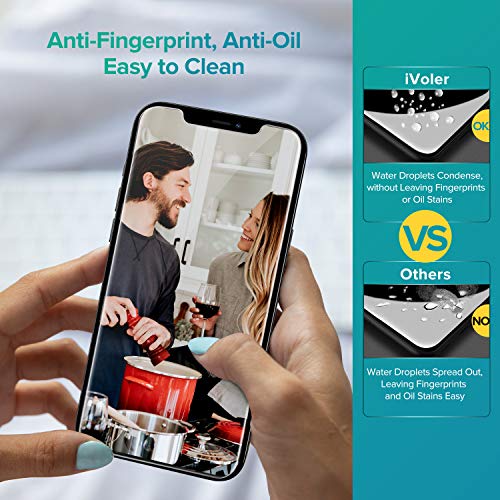 Anti-Fingerprint, Anti-Oil
Easy to Clean
iVoler
OK
Water Droplets Condense,
without Leaving Fingerprints
or Oil Stains
VS
Others
NO
Water Droplets Spread Out,
Leaving Fingerprints
and Oil Stains Easy